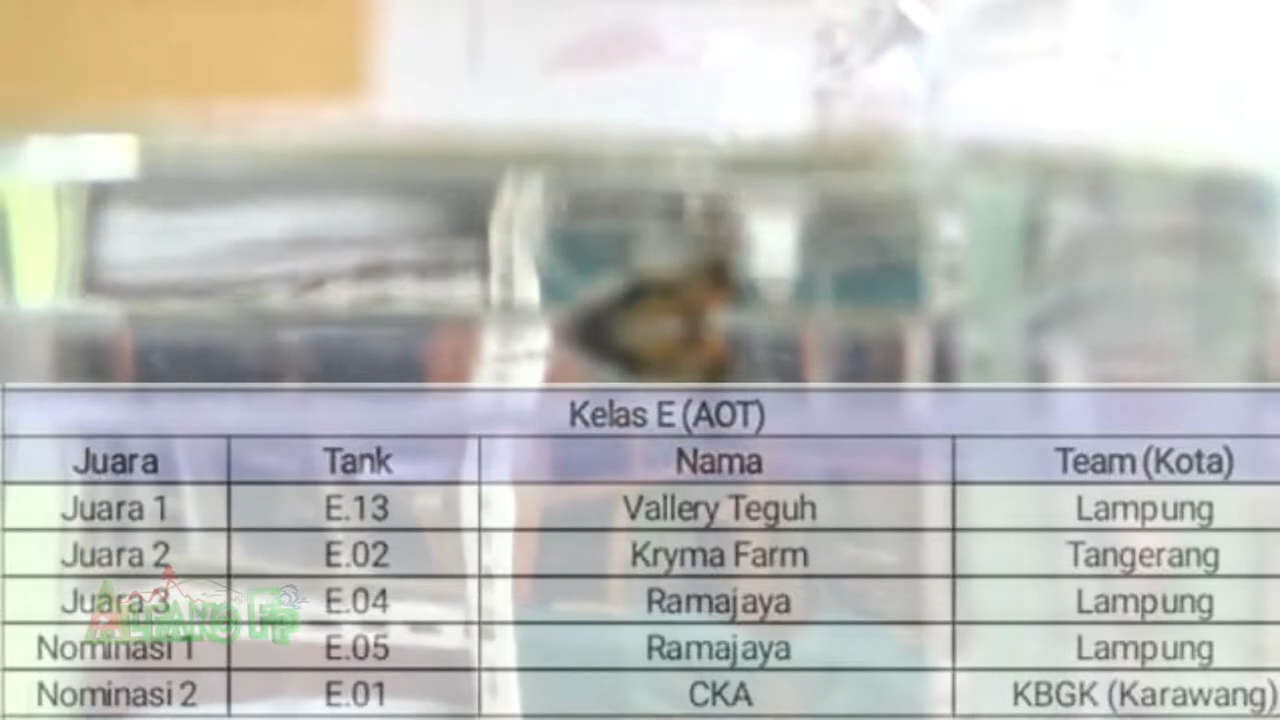 Kelas E (AOT)
Juara Tank Nama Team (Kota)
Juara 1 E.13 Vallery Teguh Lampung
Juara 2 E.02 Kryma Farm Tangerang
Juara 3 E.04 Ramajaya Lampung
Nominasi 1 E.05 Ramajaya Lampung
Nominasi 2 E.01 CKA KBGK (Karawang)